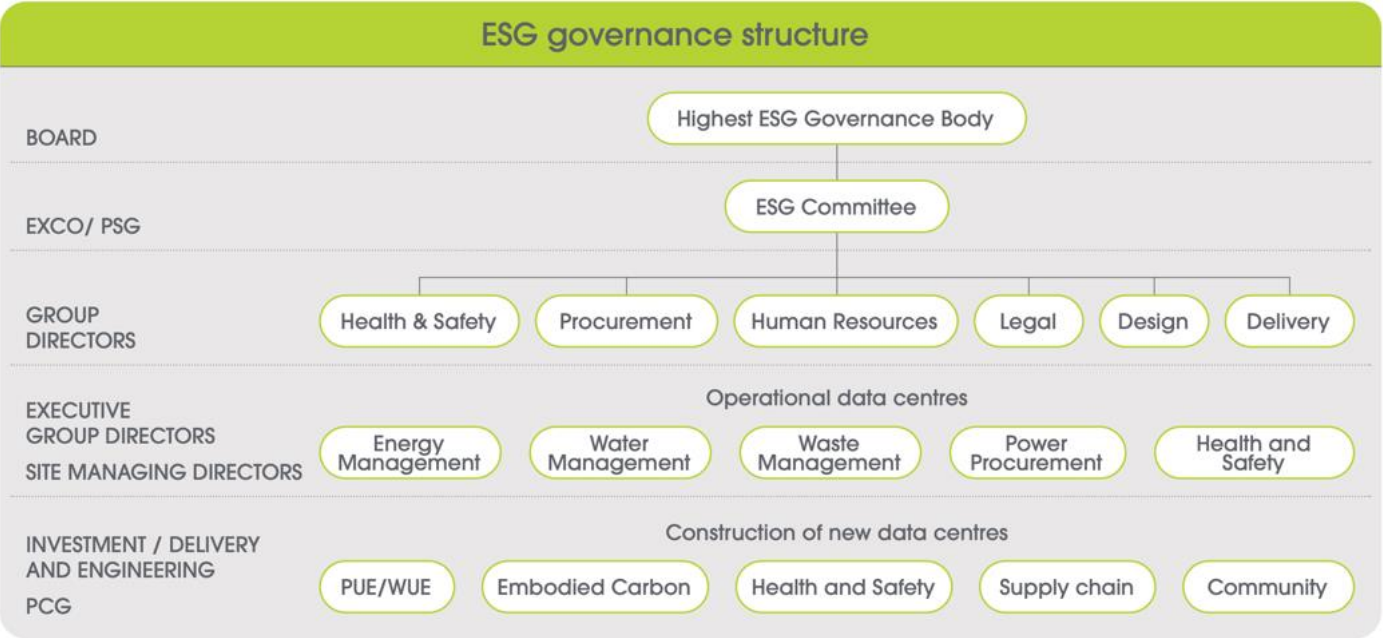 ESG governance structure
BOARD
Highest ESG Governance Body
EXCO/ PSG
ESG Committee
GROUP
DIRECTORS
Health & Safety
Procurement
Human Resources
Legal
Design
Delivery
EXECUTIVE
GROUP DIRECTORS
SITE MANAGING DIRECTORS
Operational data centres
Energy
Management
Water
Management
Waste
Management
Power
Procurement
Health and
Safety
INVESTMENT / DELIVERY
AND ENGINEERING
PCG
Construction of new data centres
PUE/WUE
Embodied Carbon
Health and Safety
Supply chain
Community